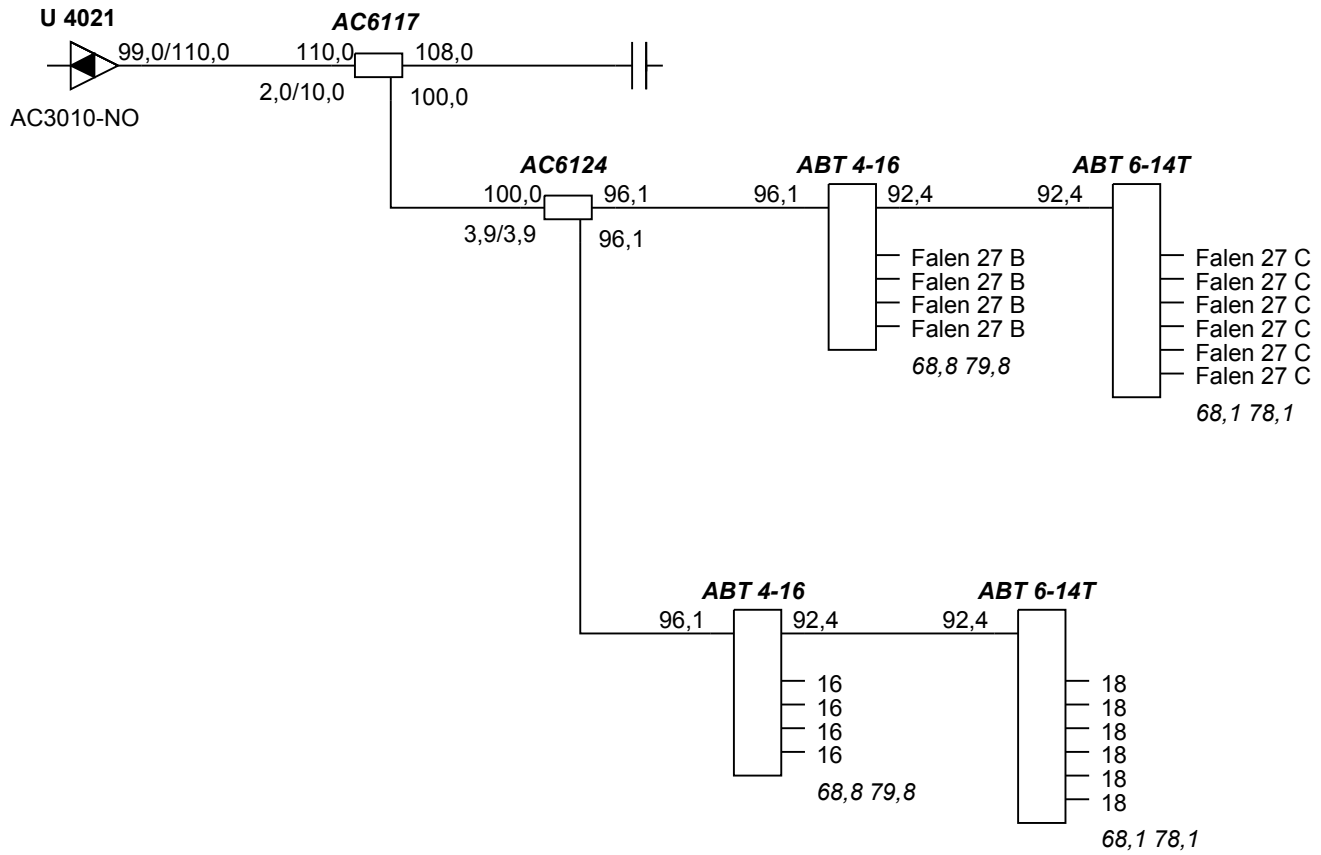 U 4021
AC6117
99,0/110,0
110,0
108,0
2,0/10,0
100,0
AC3010-NO
AC6124
ABT 4-16
ABT 6-14T
100,0
96,1
96,1
92,4
92,4
3,9/3,9
96,1
Falen 27 B
Falen 27 B
Falen 27 B
Falen 27 B
68,8 79,8
Falen 27 C
Falen 27 C
Falen 27 C
Falen 27 C
Falen 27 C
Falen 27 C
68,1 78,1
ABT 4-16
ABT 6-14T
96,1
92,4
92,4
16
16
16
16
68,8 79,8
18
18
18
18
18
18
68,1 78,1